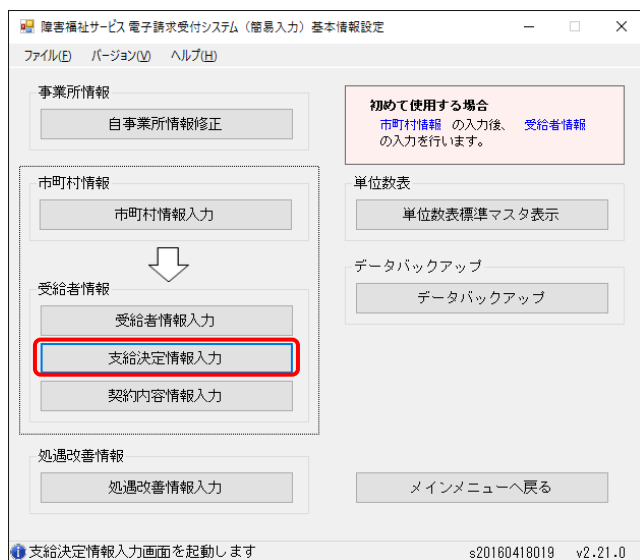 障害福祉サービス 電子請求受付システム（簡易入力）基本情報設定
ファイル(F) バージョン(V) ヘルプ(H)
事業所情報
自事業所情報修正
初めて使用する場合
市町村情報 の入力後、 受給者情報
の入力を行います。
市町村情報
市町村情報入力
単位数表
単位数表標準マスタ表示
データバックアップ
データバックアップ
受給者情報
受給者情報入力
支給決定情報入力
契約内容情報入力
処遇改善情報
処遇改善情報入力
メインメニューへ戻る
支給決定情報入力画面を起動します
s20160418019 v2.21.0